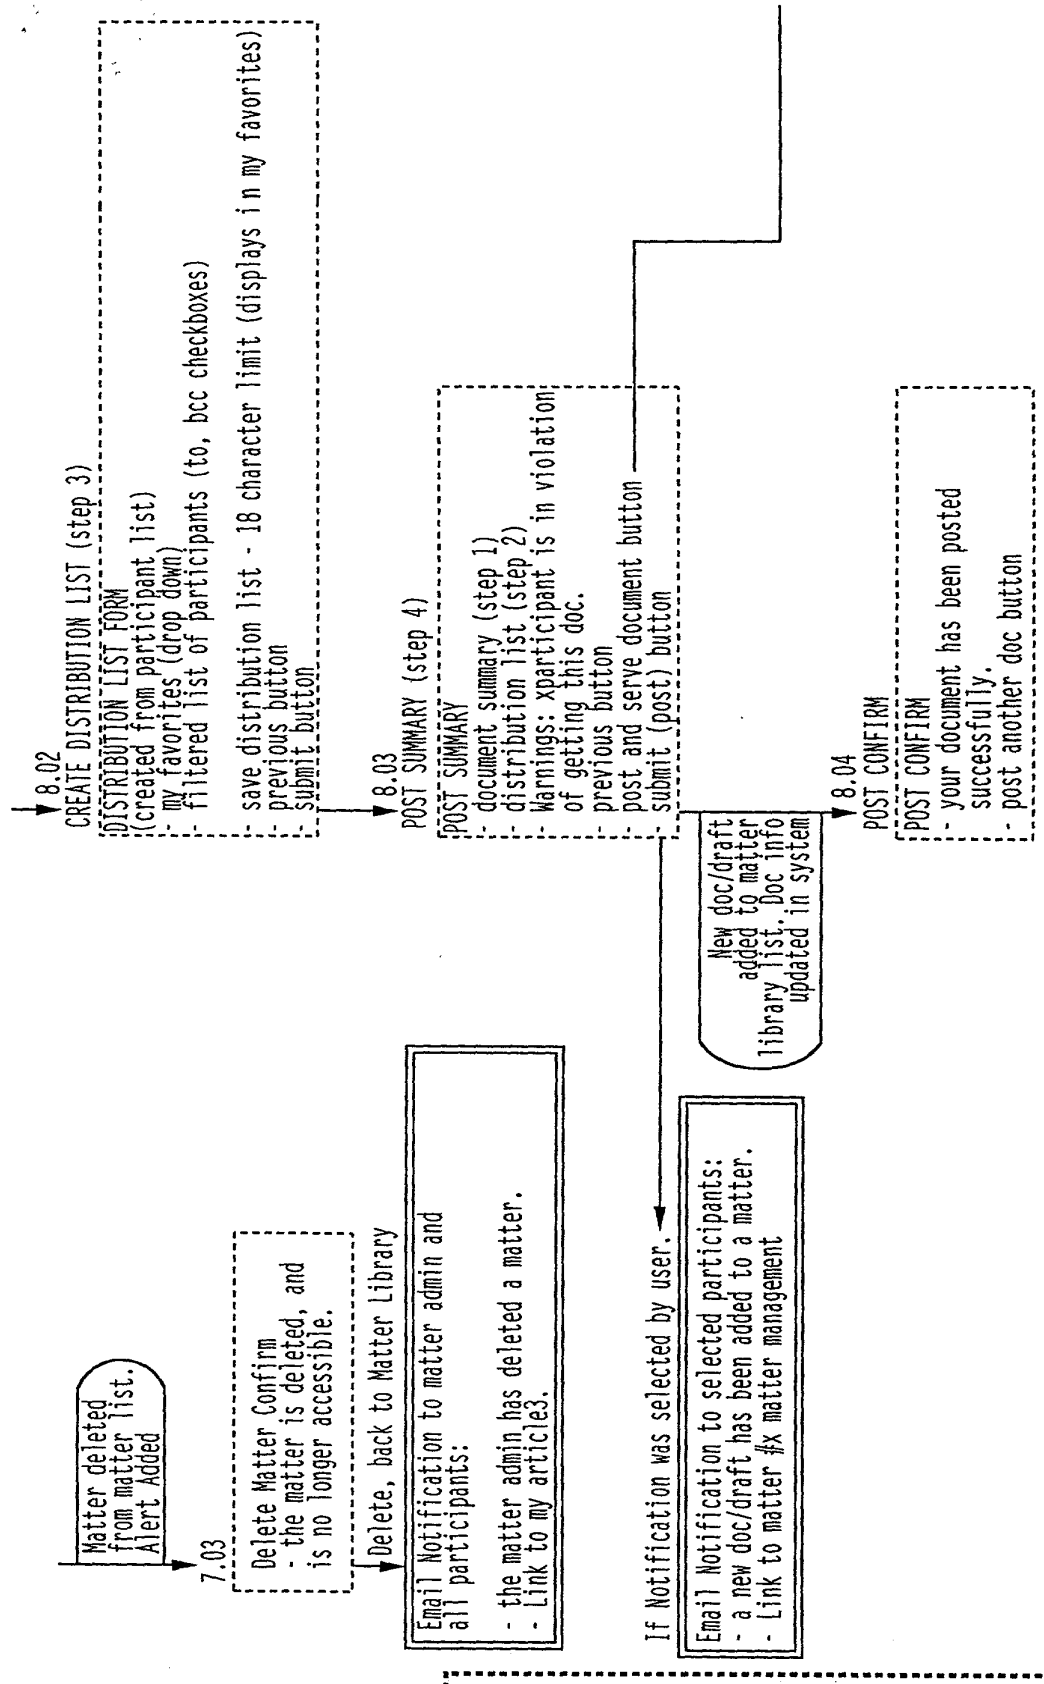 Matter deleted
from matter list.
Alert Added
7.03
Delete Matter Confirm
- the matter is deleted, and
is no longer accessible.
Delete, back to Matter Library
Email Notification to matter admin and
all participants:
- the matter admin has deleted a matter.
- Link to my article3.
If Notification was selected by user.
Email Notification to selected participants:
- a new doc/draft has been added to a matter.
- Link to matter #x matter management
8.02
CREATE DISTRIBUTION LIST (step 3)
DISTRIBUTION LIST FORM
(created from participant list)
- my favorites (drop down)
- filtered list of participants (to, bcc checkboxes)
- save distribution list - 18 character limit (displays in my favorites)
- previous button
- submit button
8.03
POST SUMMARY (step 4)
POST SUMMARY
- document summary (step 1)
- distribution list (step 2)
- Warnings: xparticipant is in violation
of getting this doc.
- previous button
- post and serve document button
- submit (post) button
New doc/draft
added to matter
library list. Doc info
updated in system
8.04
POST CONFIRM
POST CONFIRM
- your document has been posted
successfully.
- post another doc button